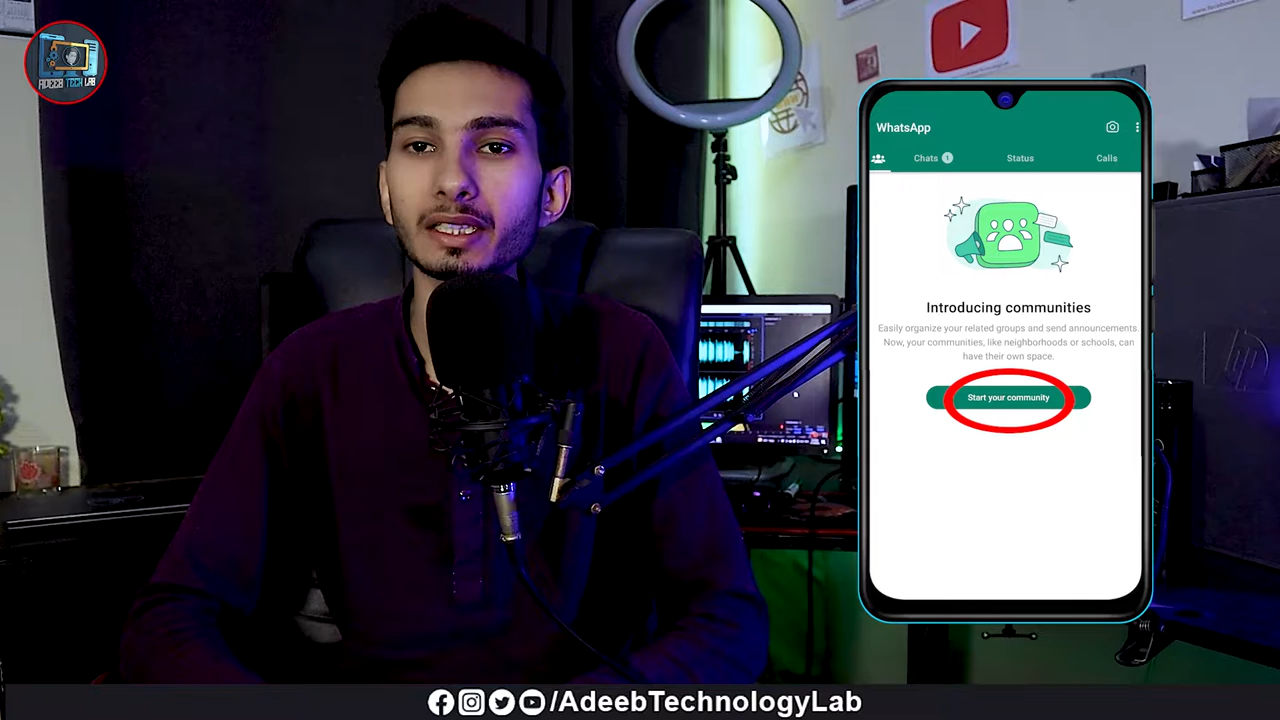 ADEEB TECH LAB
WhatsApp
Chats 1
Status
Calls
Introducing communities
Easily organize your related groups and send announcements.
Now, your communities, like neighborhoods or schools, can
have their own space.
Start your community
hp
/AdeebTechnologyLab